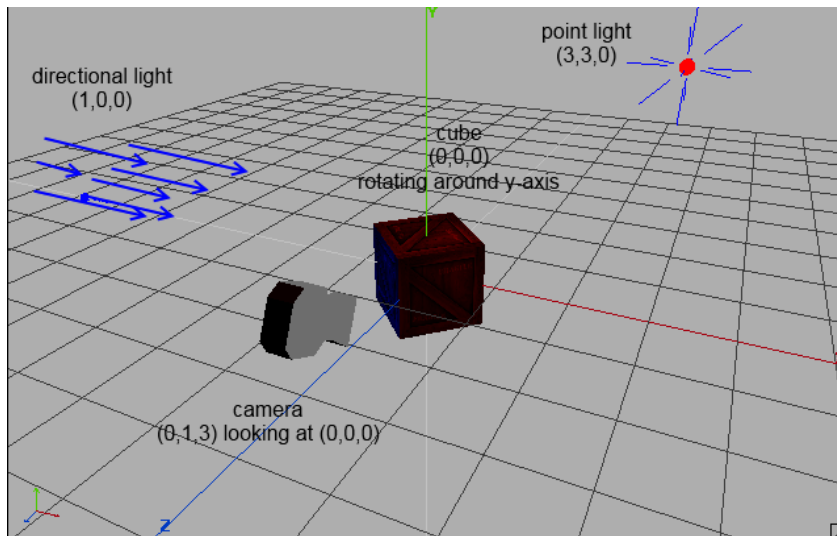 Y
point light
(3,3,0)
directional light
(1,0,0)
cube
(0,0,0)
rotating around y-axis
camera
(0,1,3) looking at (0,0,0)
Z